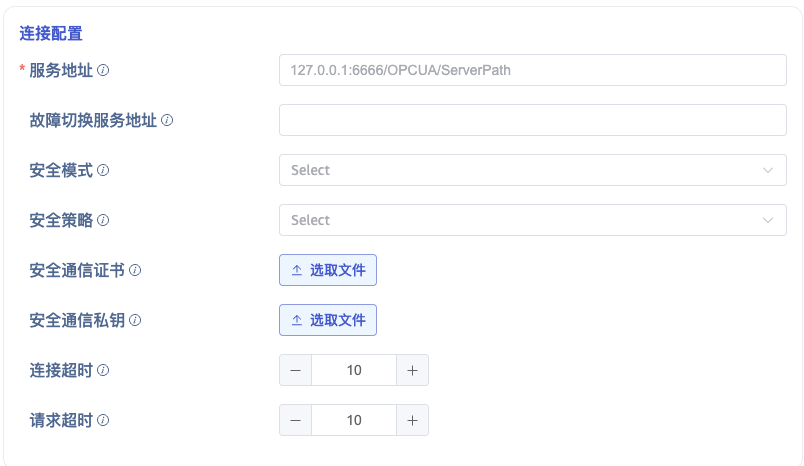 连接配置
* 服务地址
127.0.0.1:6666/OPCUA/ServerPath
故障切换服务地址
安全模式
Select
安全策略
Select
安全通信证书
选取文件
安全通信私钥
选取文件
连接超时
10
请求超时
10